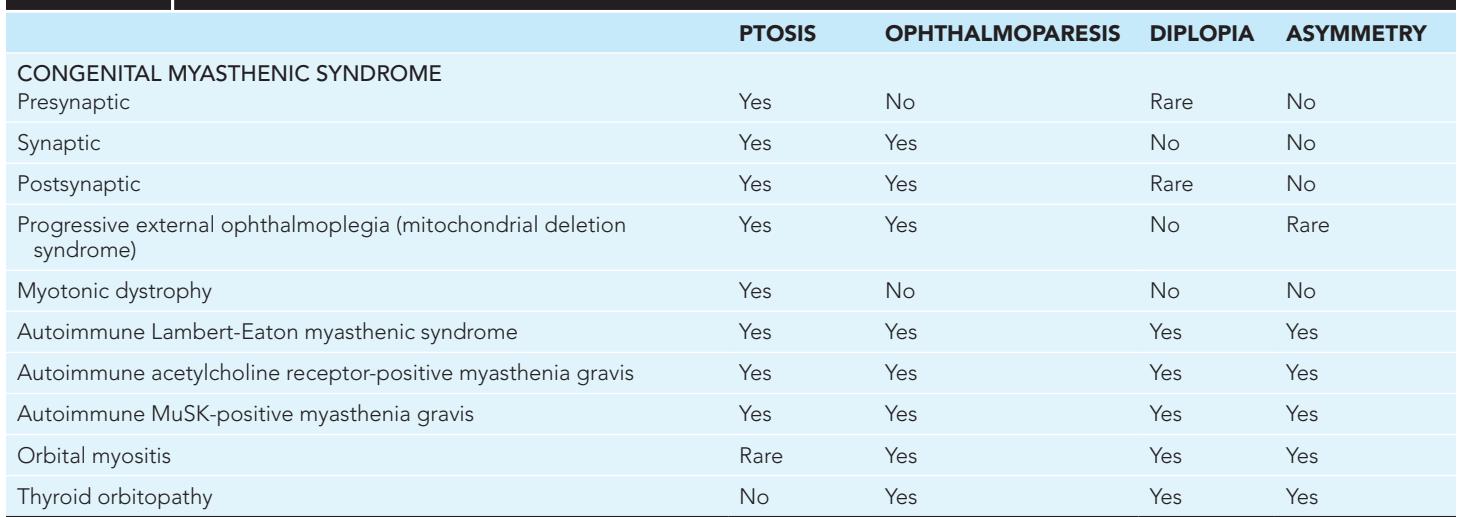 PTOSIS OPHTHALMOPARESIS DIPLOPIA ASYMMETRY
CONGENITAL MYASTHENIC SYNDROME
Presynaptic Yes No Rare No
Synaptic Yes Yes No No
Postsynaptic Yes Yes Rare No
Progressive external ophthalmoplegia (mitochondrial deletion Yes Yes No Rare
syndrome)
Myotonic dystrophy Yes No No No
Autoimmune Lambert-Eaton myasthenic syndrome Yes Yes Yes Yes
Autoimmune acetylcholine receptor-positive myasthenia gravis Yes Yes Yes Yes
Autoimmune MuSK-positive myasthenia gravis Yes Yes Yes Yes
Orbital myositis Rare Yes Yes Yes
Thyroid orbitopathy No Yes Yes Yes